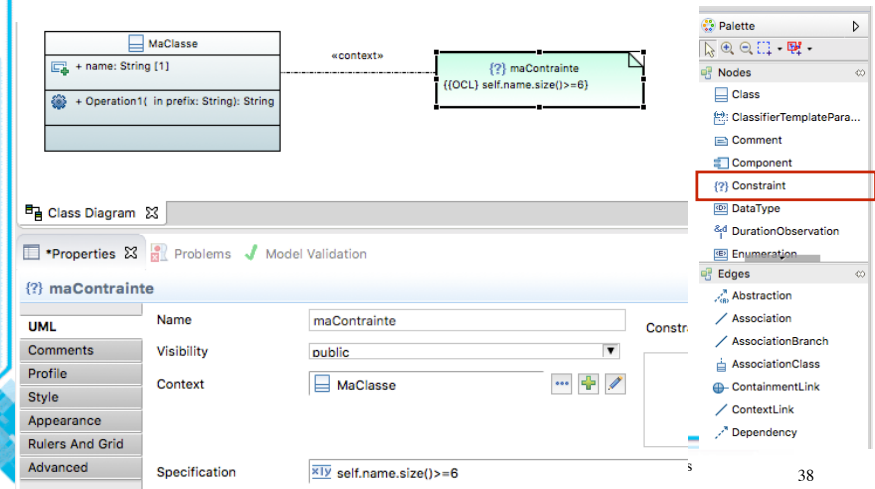 MaClasse
+ name: String [1]
+ Operation1( in prefix: String): String
«context»
{?} maContrainte
{{OCL} self.name.size()>=6}
Class Diagram
*Properties
Problems
Model Validation
{?} maContrainte
UML
Comments
Profile
Style
Appearance
Rulers And Grid
Advanced
Name
maContrainte
Visibility
public
Context
MaClasse
Specification
x|y self.name.size()>=6
Constr
Palette
Nodes
Class
ClassifierTemplatePara...
Comment
Component
{?} Constraint
DataType
DurationObservation
Enumeration
Edges
Abstraction
Association
AssociationBranch
AssociationClass
ContainmentLink
ContextLink
Dependency
s
38